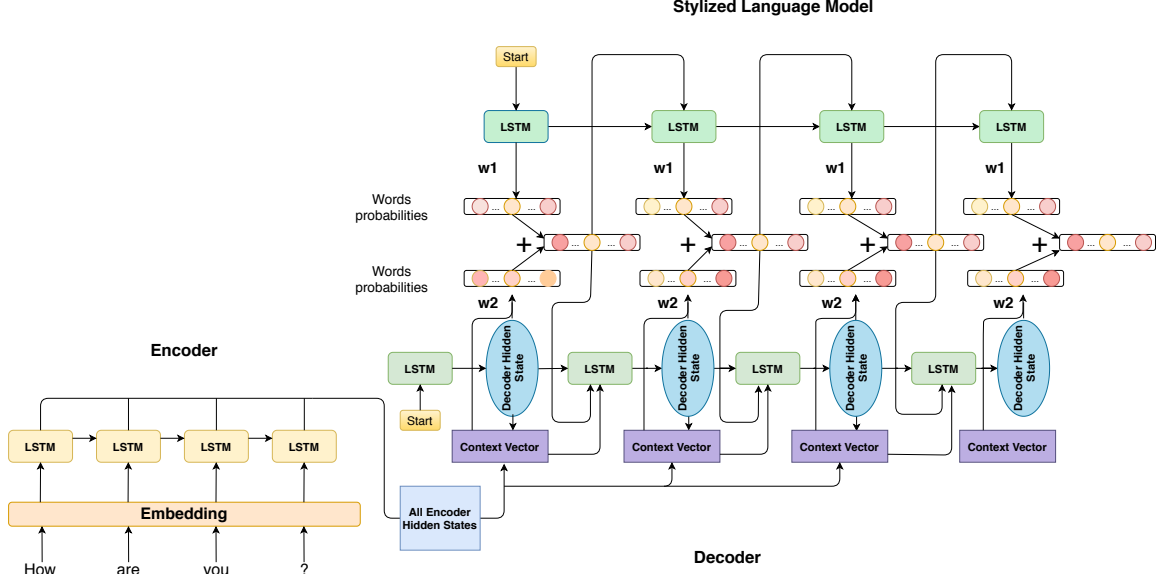 Stylized Language Model
Start
LSTM
LSTM
LSTM
LSTM
w1
w1
w1
w1
Words
probabilities
... ...
... ...
... ...
... ...
+
... ...
+
... ...
+
... ...
+
... ...
Words
probabilities
... ...
... ...
... ...
... ...
w2
w2
w2
w2
Encoder
LSTM
Decoder Hidden
State
LSTM
Decoder Hidden
State
LSTM
Decoder Hidden
State
LSTM
Decoder Hidden
State
Start
LSTM
LSTM
LSTM
LSTM
Context Vector
Context Vector
Context Vector
Context Vector
Embedding
All Encoder
Hidden States
How
are
you
?
Decoder